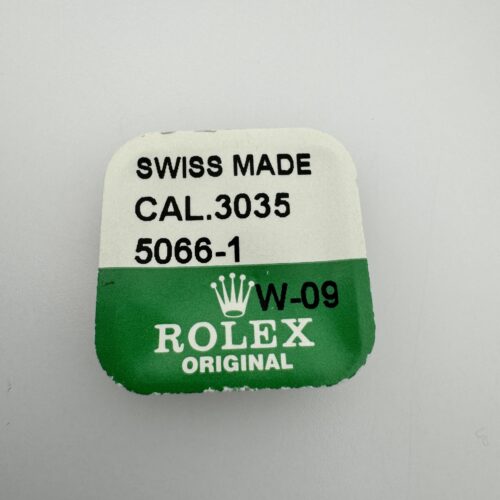 SWISS MADE
CAL.3035
5066-1
W-09
ROLEX
ORIGINAL